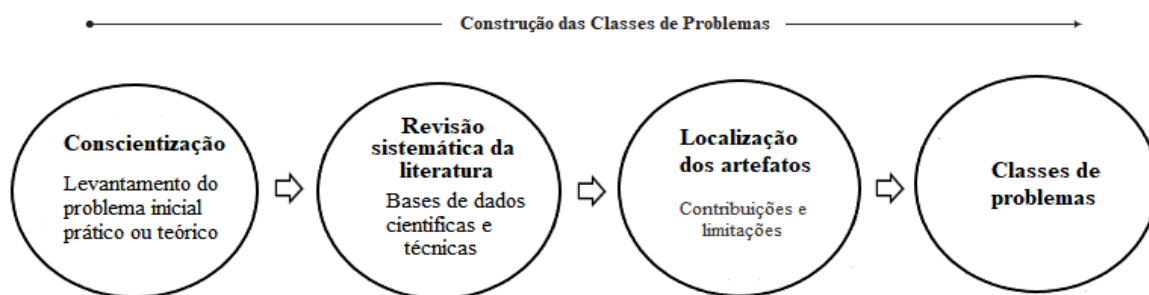 Construção das Classes de Problemas
Conscientização
Levantamento do
problema inicial
prático ou teórico
Revisão
sistemática da
literatura
Bases de dados
cientificas e
técnicas
Localização
dos artefatos
Contribuições e
limitações
Classes de
problemas